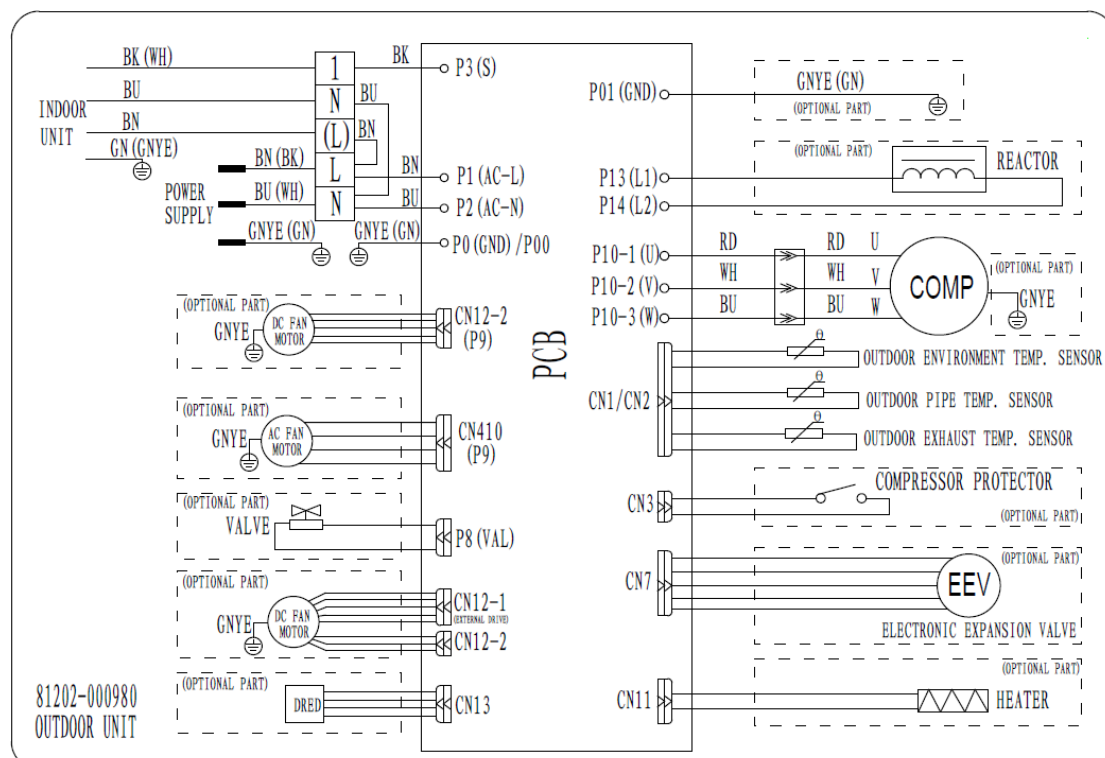 BK (WH)
1
BK
P3 (S)
BU
N
BU
INDOOR
UNIT
BN
(L)
BN
GN (GNYE)
BN (BK)
L
BN
P1 (AC-L)
POWER
SUPPLY
BU (WH)
N
BU
P2 (AC-N)
GNYE (GN)
GNYE (GN)
P0 (GND) /P00
(OPTIONAL PART)
GNYE
DC FAN
MOTOR
CN12-2
(P9)
(OPTIONAL PART)
GNYE
AC FAN
MOTOR
CN410
(P9)
(OPTIONAL PART)
VALVE
P8 (VAL)
(OPTIONAL PART)
GNYE
DC FAN
MOTOR
CN12-1
(EXTERNAL DRIVE)
CN12-2
(OPTIONAL PART)
DRED
CN13
81202-000980
OUTDOOR UNIT
PCB
P01 (GND)
GNYE (GN)
(OPTIONAL PART)
(OPTIONAL PART)
REACTOR
P13 (L1)
P14 (L2)
P10-1 (U)
RD
RD
U
P10-2 (V)
WH
WH
V
P10-3 (W)
BU
BU
W
COMP
(OPTIONAL PART)
GNYE
CN1/CN2
θ
OUTDOOR ENVIRONMENT TEMP. SENSOR
θ
OUTDOOR PIPE TEMP. SENSOR
θ
OUTDOOR EXHAUST TEMP. SENSOR
CN3
COMPRESSOR PROTECTOR
(OPTIONAL PART)
CN7
(OPTIONAL PART)
EEV
ELECTRONIC EXPANSION VALVE
(OPTIONAL PART)
CN11
HEATER